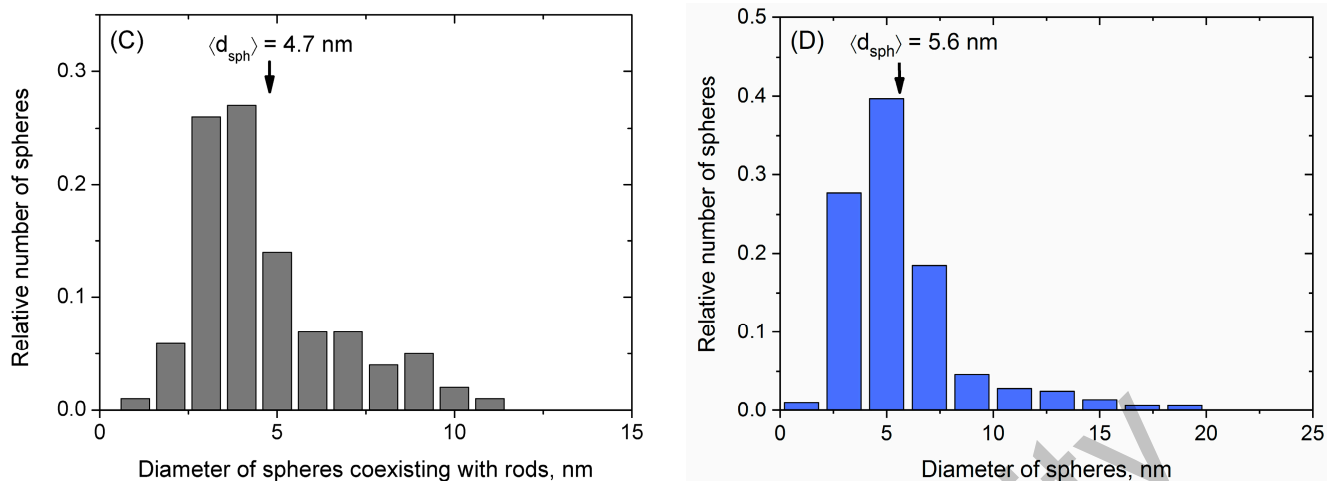 (C)
⟨d_sph⟩ = 4.7 nm
Relative number of spheres
0.3
0.2
0.1
0.0
0 5 10 15
Diameter of spheres coexisting with rods, nm
(D)
⟨d_sph⟩ = 5.6 nm
Relative number of spheres
0.5
0.4
0.3
0.2
0.1
0.0
0 5 10 15 20 25
Diameter of spheres, nm